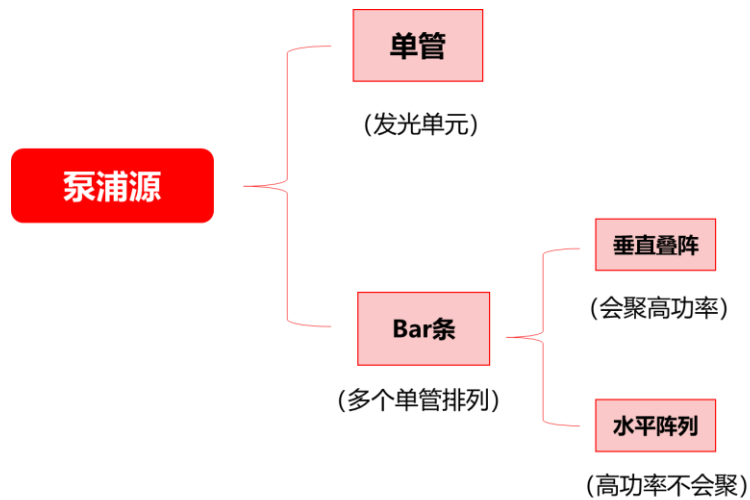 单管
(发光单元)
泵浦源
垂直叠阵
(会聚高功率)
Bar条
(多个单管排列)
水平阵列
(高功率不会聚)